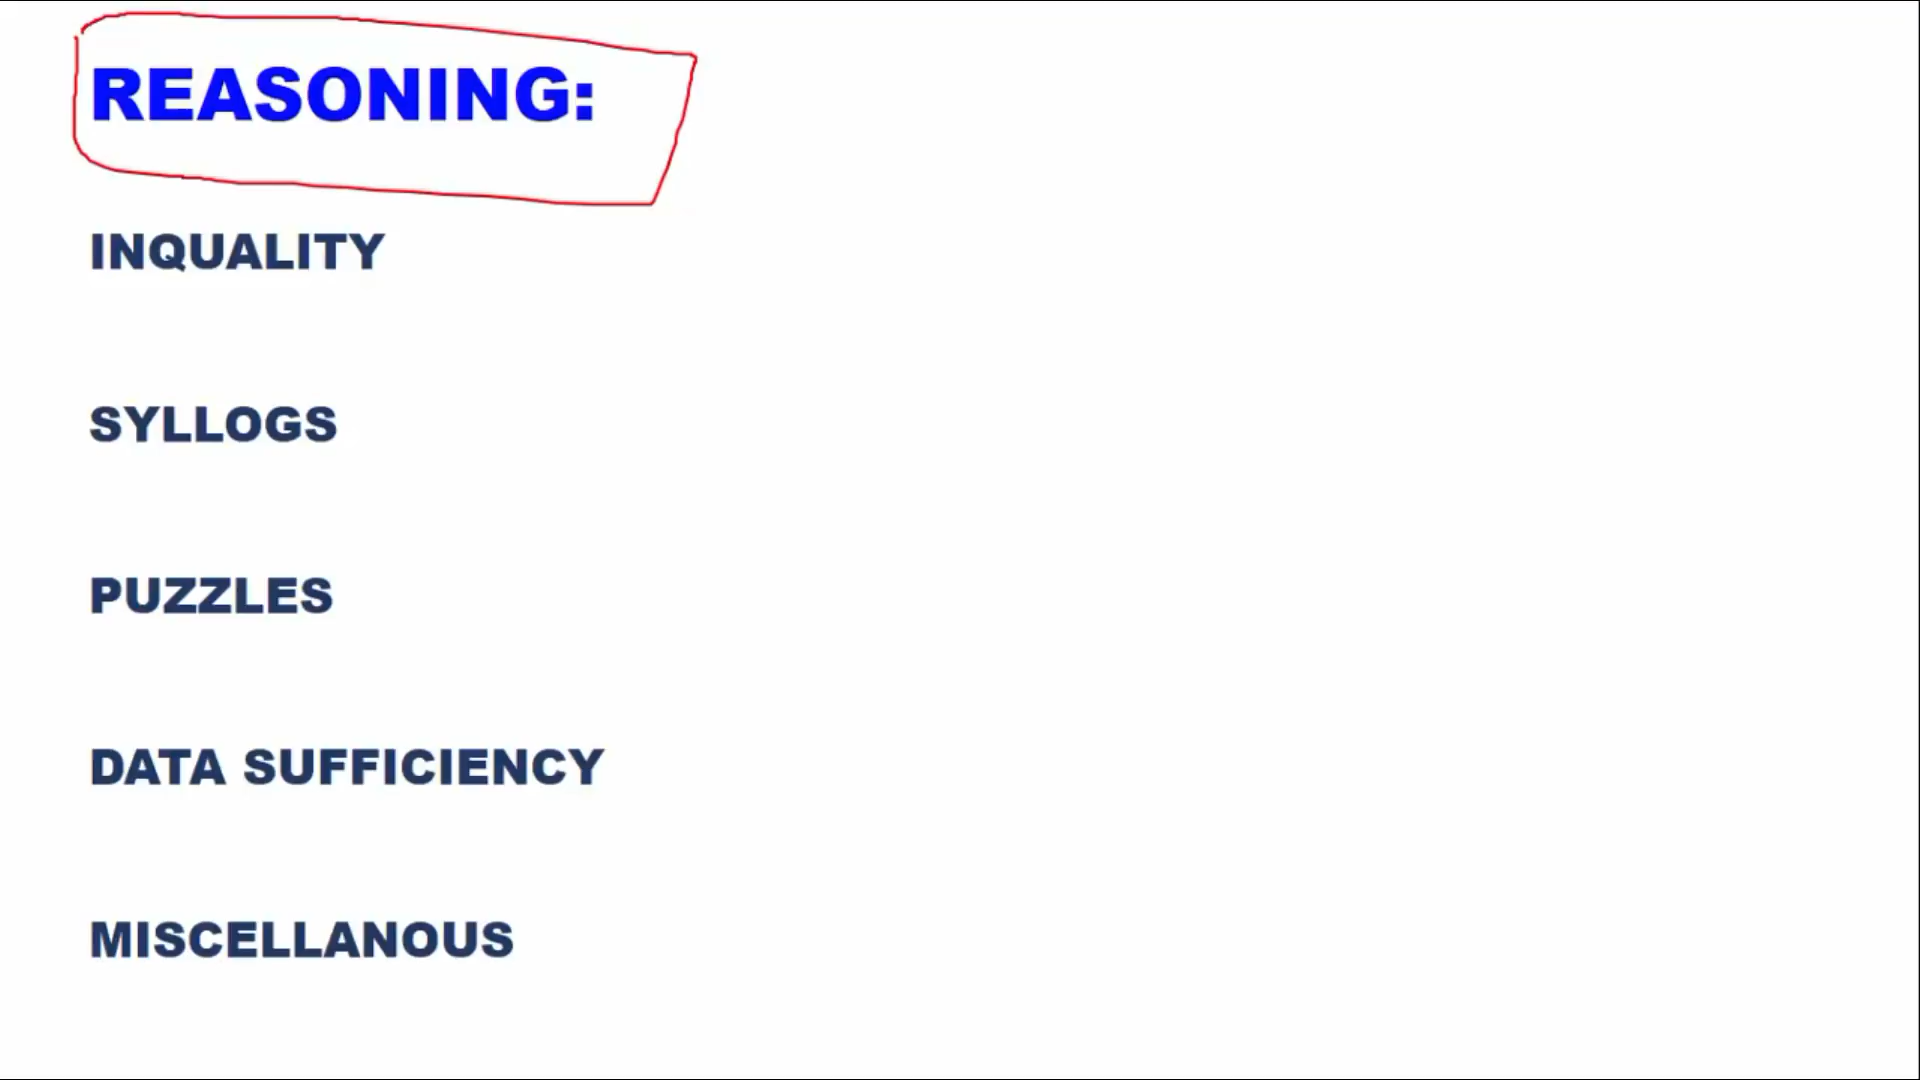 REASONING:
INQUALITY
SYLLOGS
PUZZLES
DATA SUFFICIENCY
MISCELLANOUS